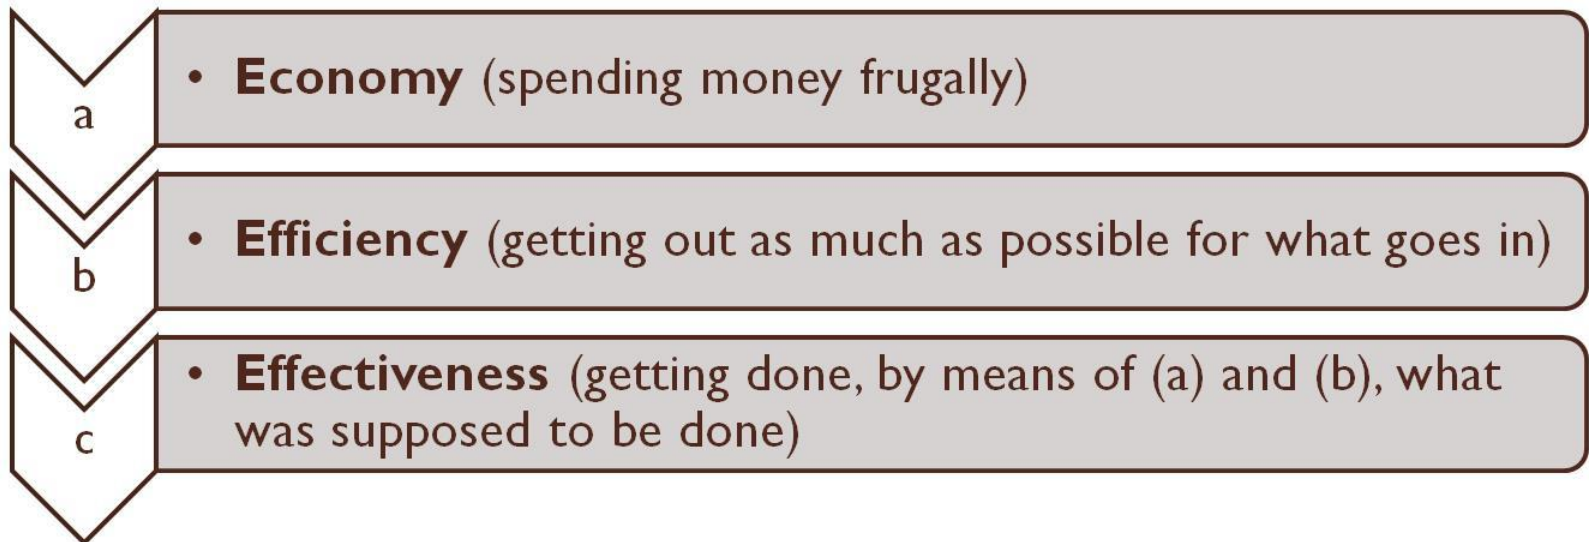 a
• Economy (spending money frugally)
b
• Efficiency (getting out as much as possible for what goes in)
c
• Effectiveness (getting done, by means of (a) and (b), what
was supposed to be done)